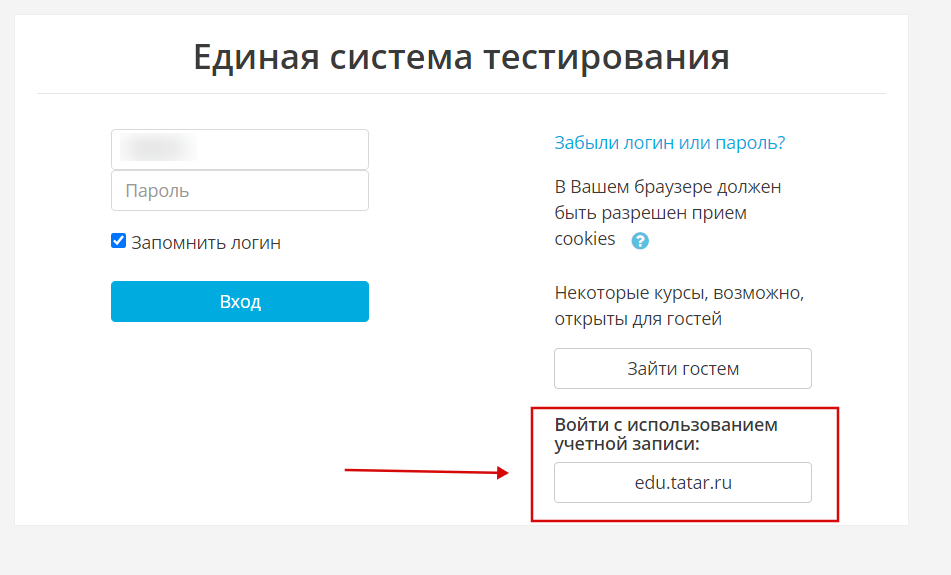 Единая система тестирования
Пароль
Запомнить логин
Вход
Забыли логин или пароль?
В Вашем браузере должен
быть разрешен прием
cookies ?
Некоторые курсы, возможно,
открыты для гостей
Зайти гостем
Войти с использованием
учетной записи:
edu.tatar.ru